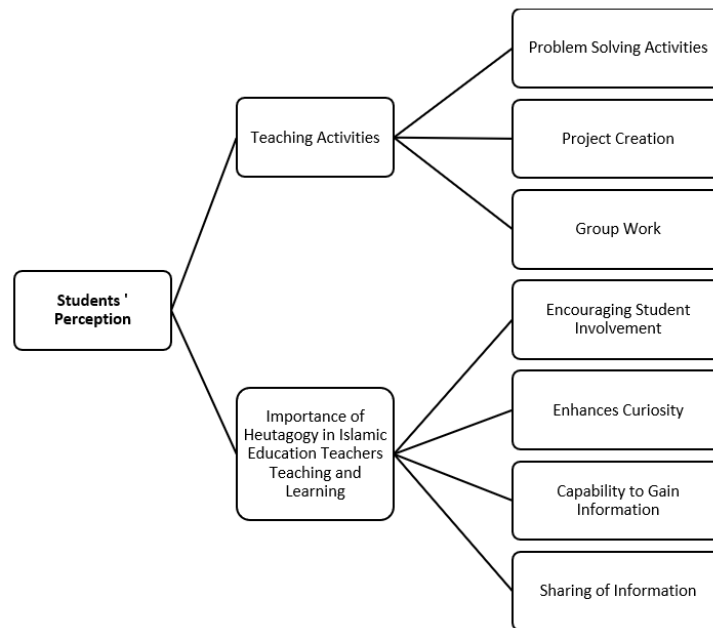 Students '
Perception
Teaching Activities
Problem Solving Activities
Project Creation
Group Work
Importance of
Heutagogy in Islamic
Education Teachers
Teaching and
Learning
Encouraging Student
Involvement
Enhances Curiosity
Capability to Gain
Information
Sharing of Information